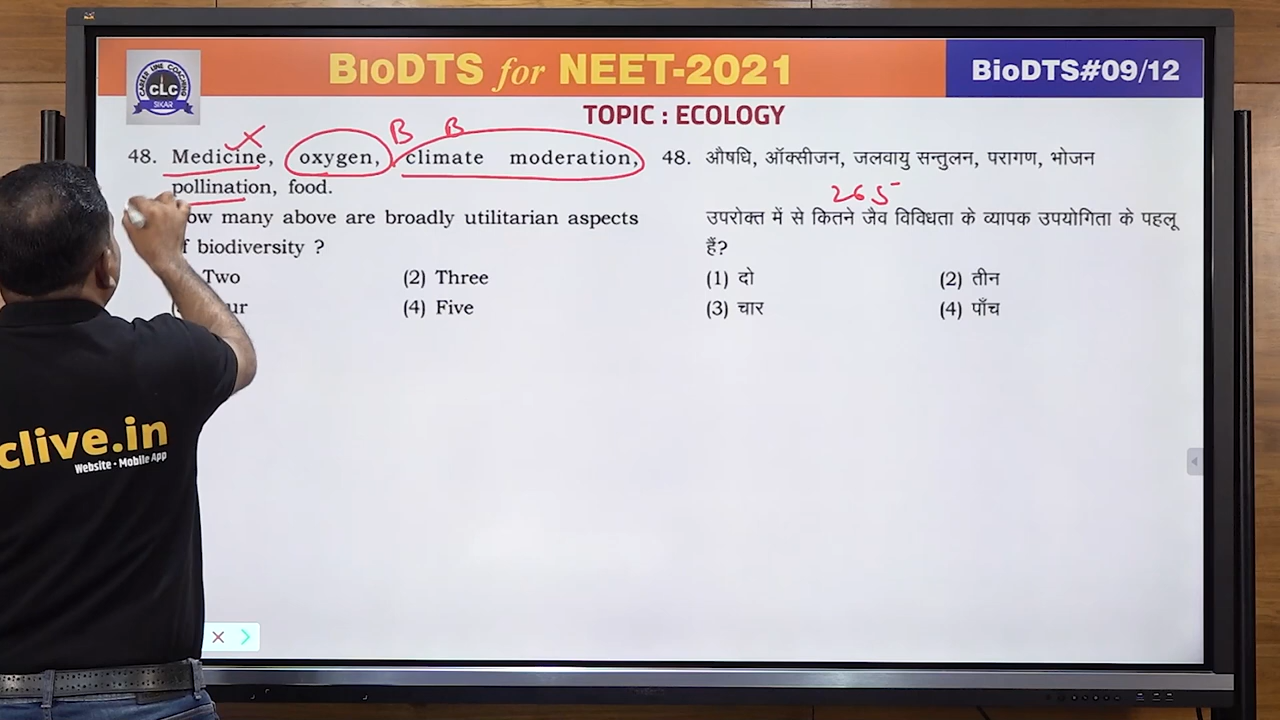 BIODTS for NEET-2021
BIODTS#09/12
CAREER LINE COACHING
CLC
SIKAR
TOPIC : ECOLOGY
X B B
48. Medicine, oxygen, climate moderation,
pollination, food.
ow many above are broadly utilitarian aspects
f biodiversity ?
Two
(2) Three
ur
(4) Five
48. औषधि, ऑक्सीजन, जलवायु सन्तुलन, परागण, भोजन
265
उपरोक्त में से कितने जैव विविधता के व्यापक उपयोगिता के पहलू
हैं?
(1) दो
(2) तीन
(3) चार
(4) पाँच
clive.in
Website - Mobile App